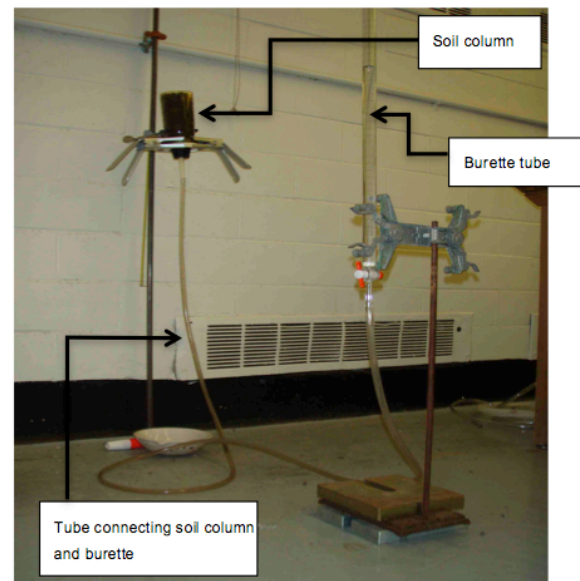 Soil column
Burette tube
Tube connecting soil column
and burette